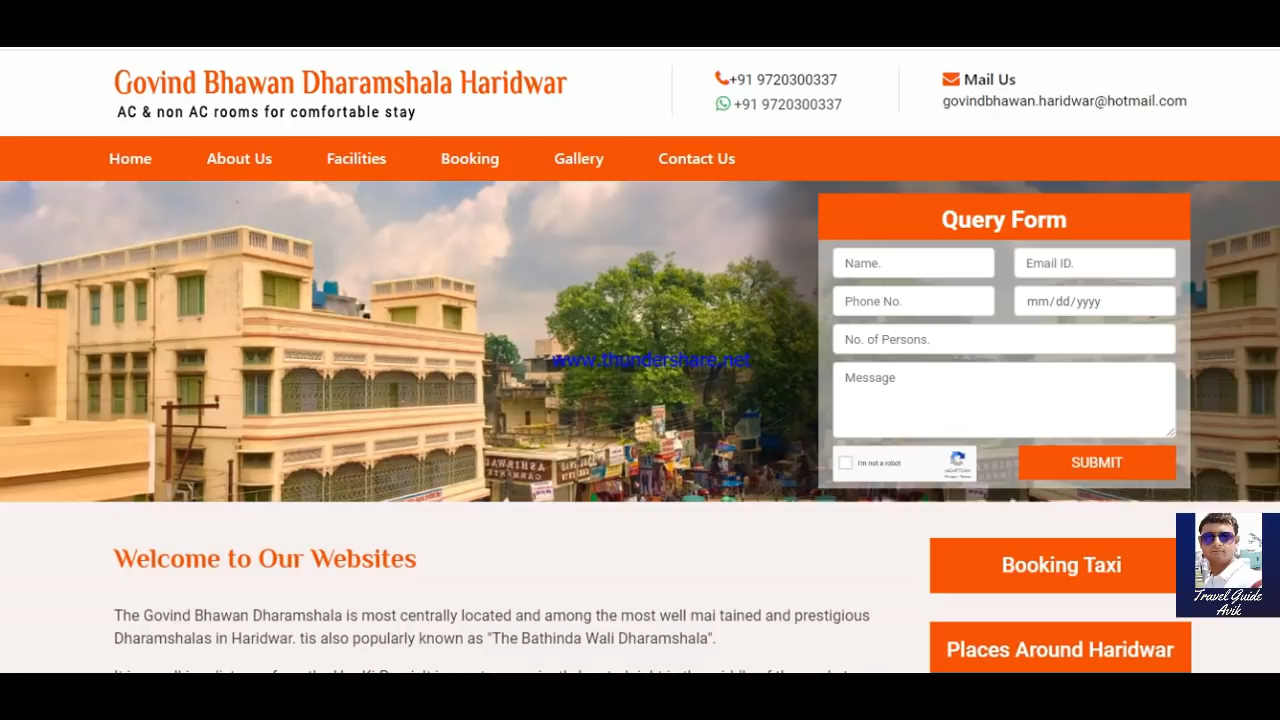 Govind Bhawan Dharamshala Haridwar
AC & non AC rooms for comfortable stay
+91 9720300337
+91 9720300337
Mail Us
govindbhawan.haridwar@hotmail.com
Home About Us Facilities Booking Gallery Contact Us
Query Form
Name. Email ID.
Phone No. mm/dd/yyyy
No. of Persons.
Message
I'm not a robot
reCAPTCHA
Privacy - Terms
SUBMIT
www.thundershare.net
Welcome to Our Websites
The Govind Bhawan Dharamshala is most centrally located and among the most well mai tained and prestigious
Dharamshalas in Haridwar. tis also popularly known as "The Bathinda Wali Dharamshala".
Booking Taxi
Travel Guide
Avik
Places Around Haridwar